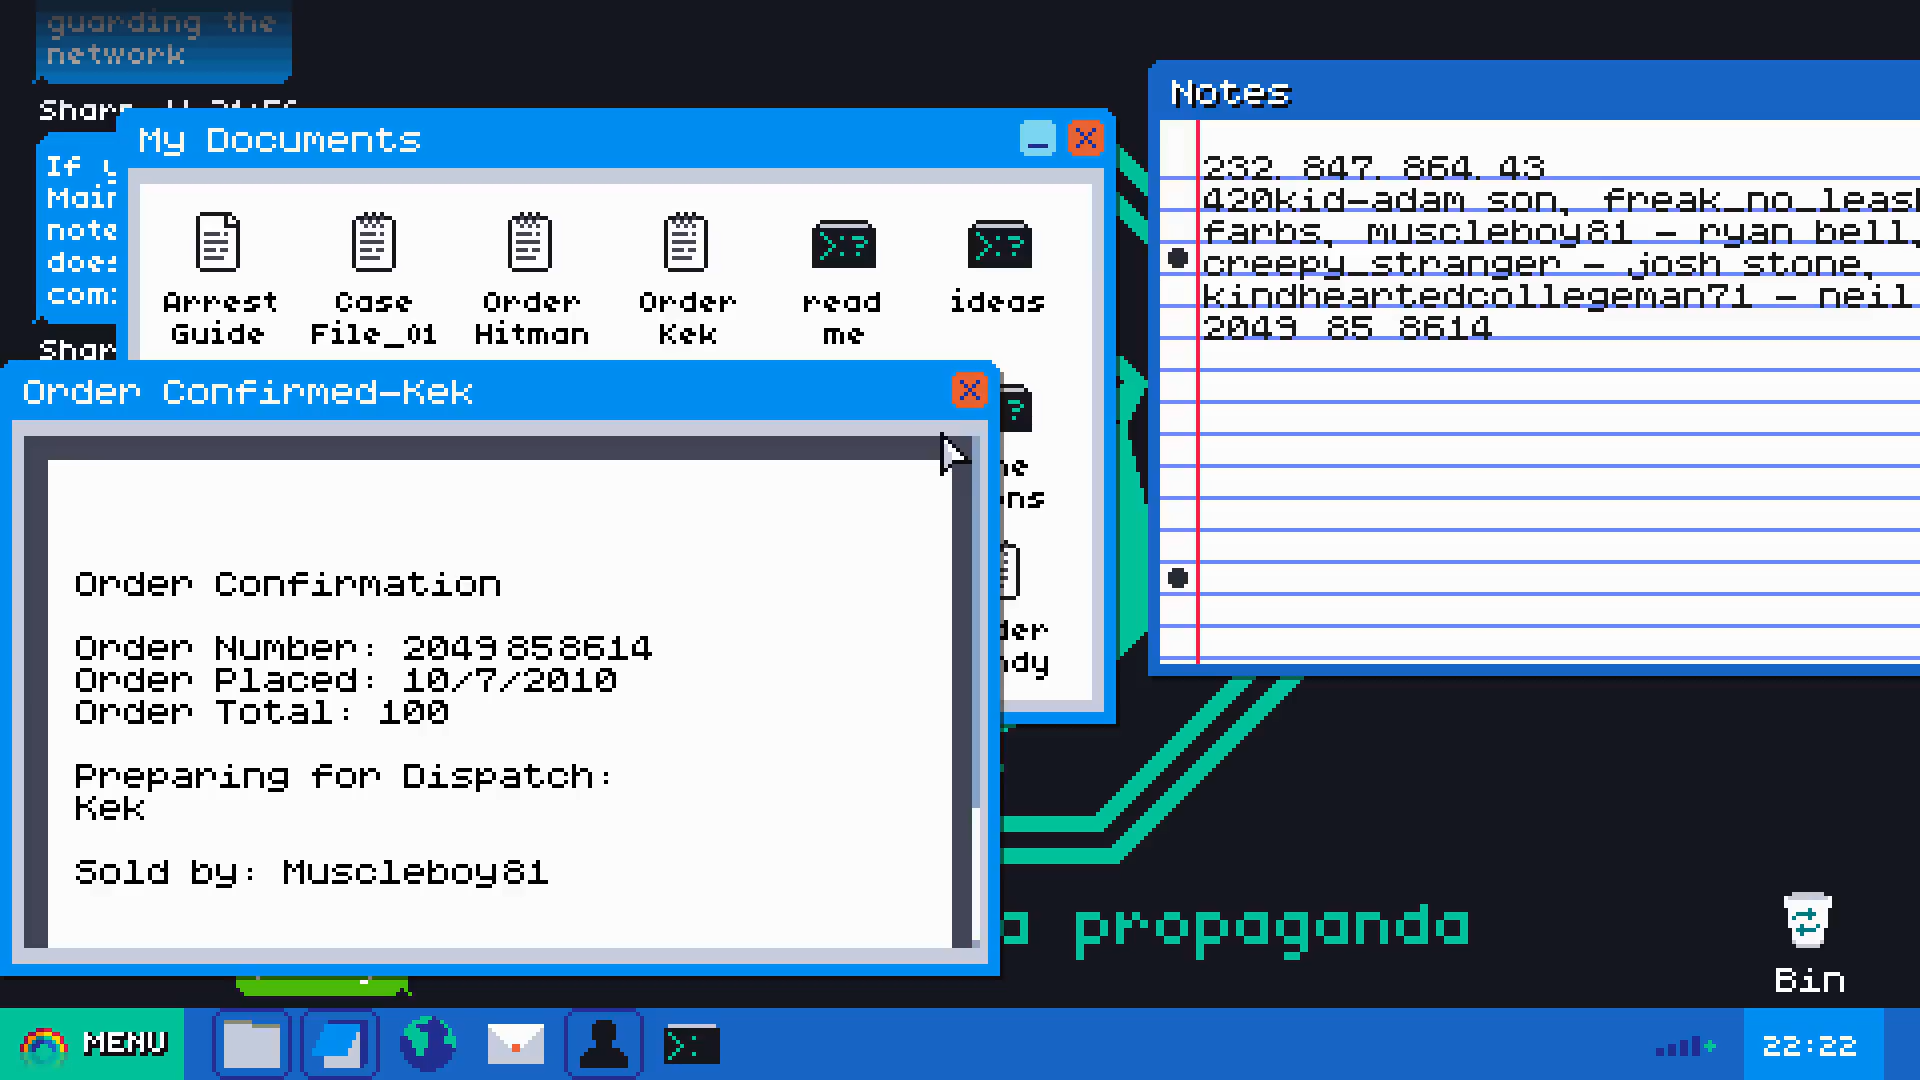 guarding the
network
My Documents
Arrest Guide
Case File_01
Order Hitman
Order Kek
read me
ideas
Order Confirmed-Kek
Order Confirmation
Order Number: 2049858614
Order Placed: 10/7/2010
Order Total: 100
Preparing for Dispatch:
Kek
Sold by: Muscleboy81
Notes
232. 847. 864. 43
420kid-adam son, freak_no_leash
farbs, muscleboy81 - ryan bell,
creepy_stranger - josh stone,
kindheartedcollegeman71 - neil
2049 85 8614
propaganda
Bin
MENU
22:22